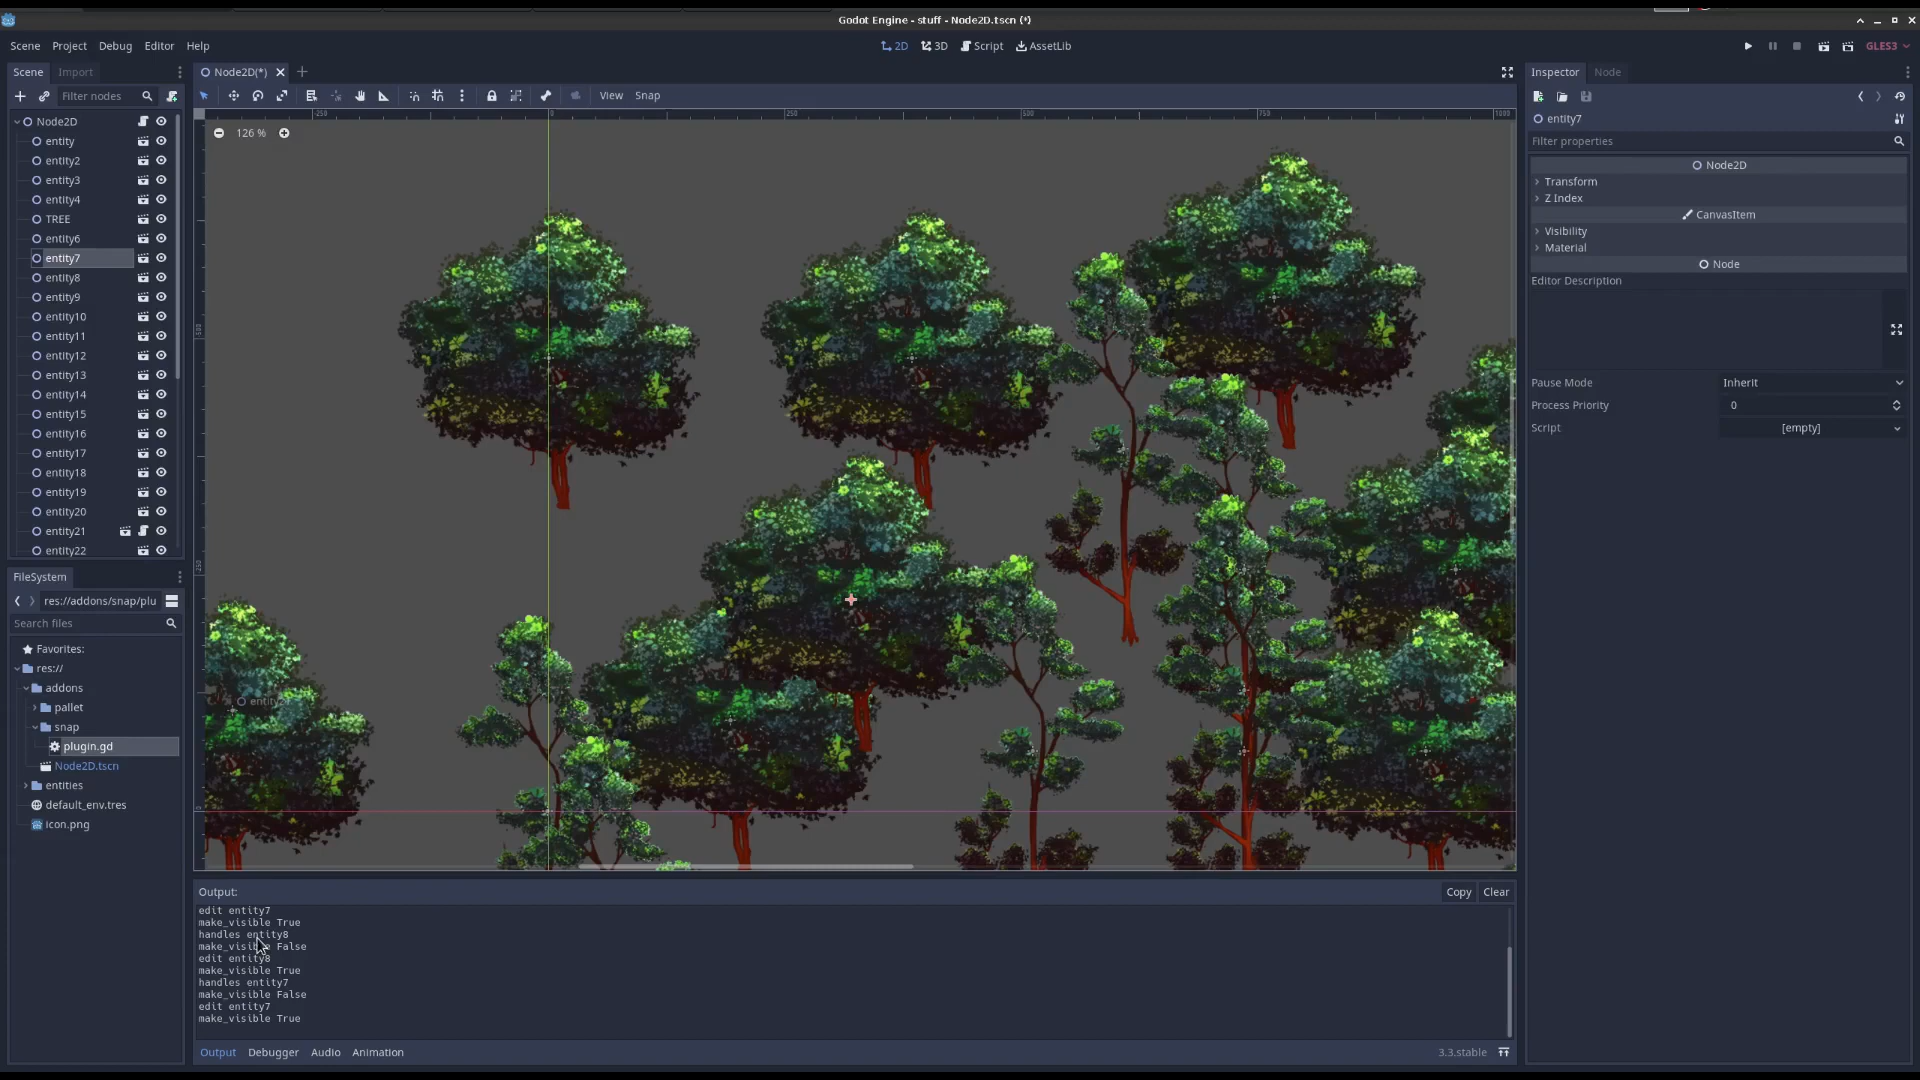 Godot Engine - stuff - Node2D.tscn (*)
Scene Project Debug Editor Help
2D 3D Script AssetLib
GLES3
Scene Import
Node2D(*)
Inspector Node
Filter nodes
View Snap
entity7
Filter properties
126 %
-250 0 250 500 750 1000
Node2D
entity
entity2
entity3
entity4
TREE
entity6
entity7
entity8
entity9
entity10
entity11
entity12
entity13
entity14
entity15
entity16
entity17
entity18
entity19
entity20
entity21
entity22
Node2D
Transform
Z Index
CanvasItem
Visibility
Material
Node
Editor Description
Pause Mode Inherit
Process Priority 0
Script [empty]
FileSystem
res://addons/snap/plu
Search files
Favorites:
res://
addons
pallet
snap
plugin.gd
Node2D.tscn
entities
default_env.tres
icon.png
Output:
Copy Clear
edit entity7
make_visible True
handles entity8
make_visible False
edit entity8
make_visible True
handles entity7
make_visible False
edit entity7
make_visible True
Output Debugger Audio Animation
3.3.stable